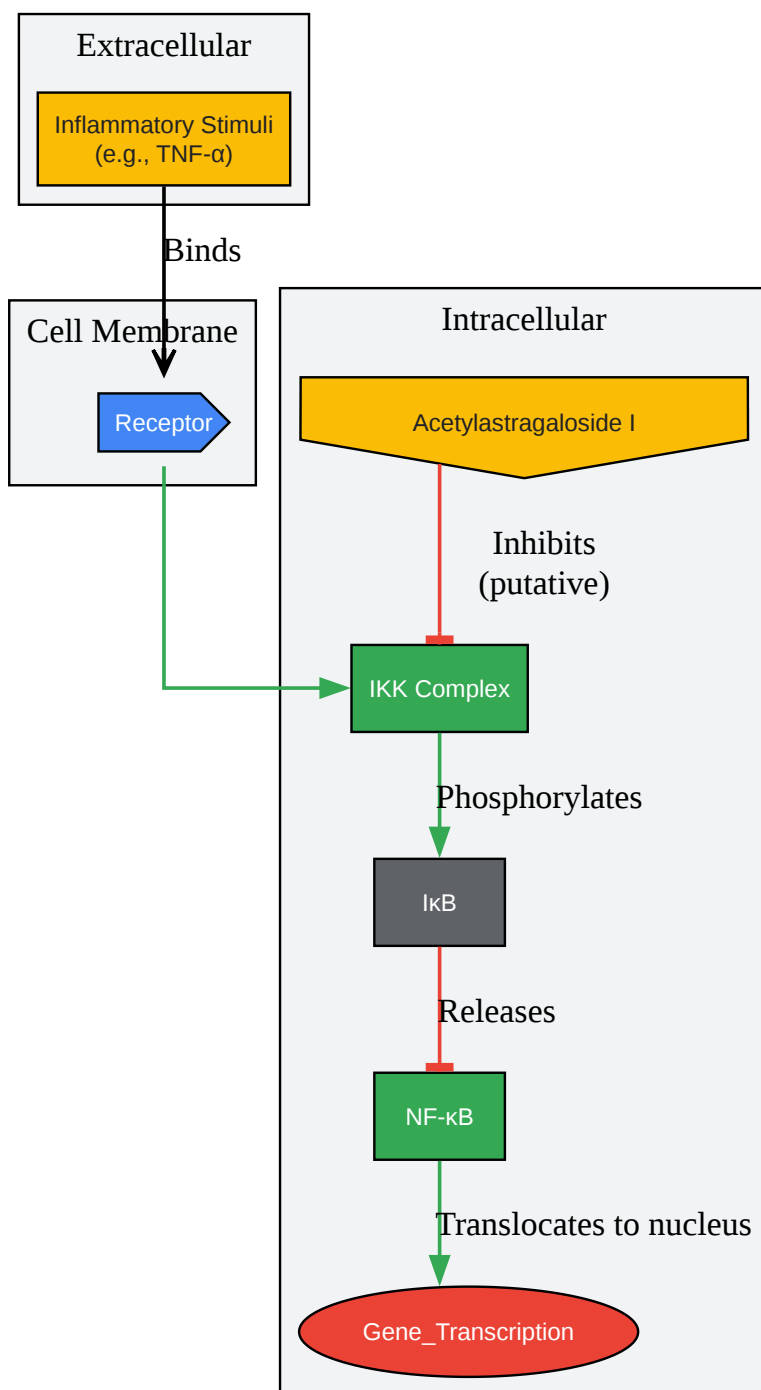 Extracellular
Inflammatory Stimuli
(e.g., TNF-α)
Binds
Cell Membrane
Receptor
Intracellular
Acetylastragaloside I
Inhibits
(putative)
IKK Complex
Phosphorylates
IκB
Releases
NF-κB
Translocates to nucleus
Gene_Transcription